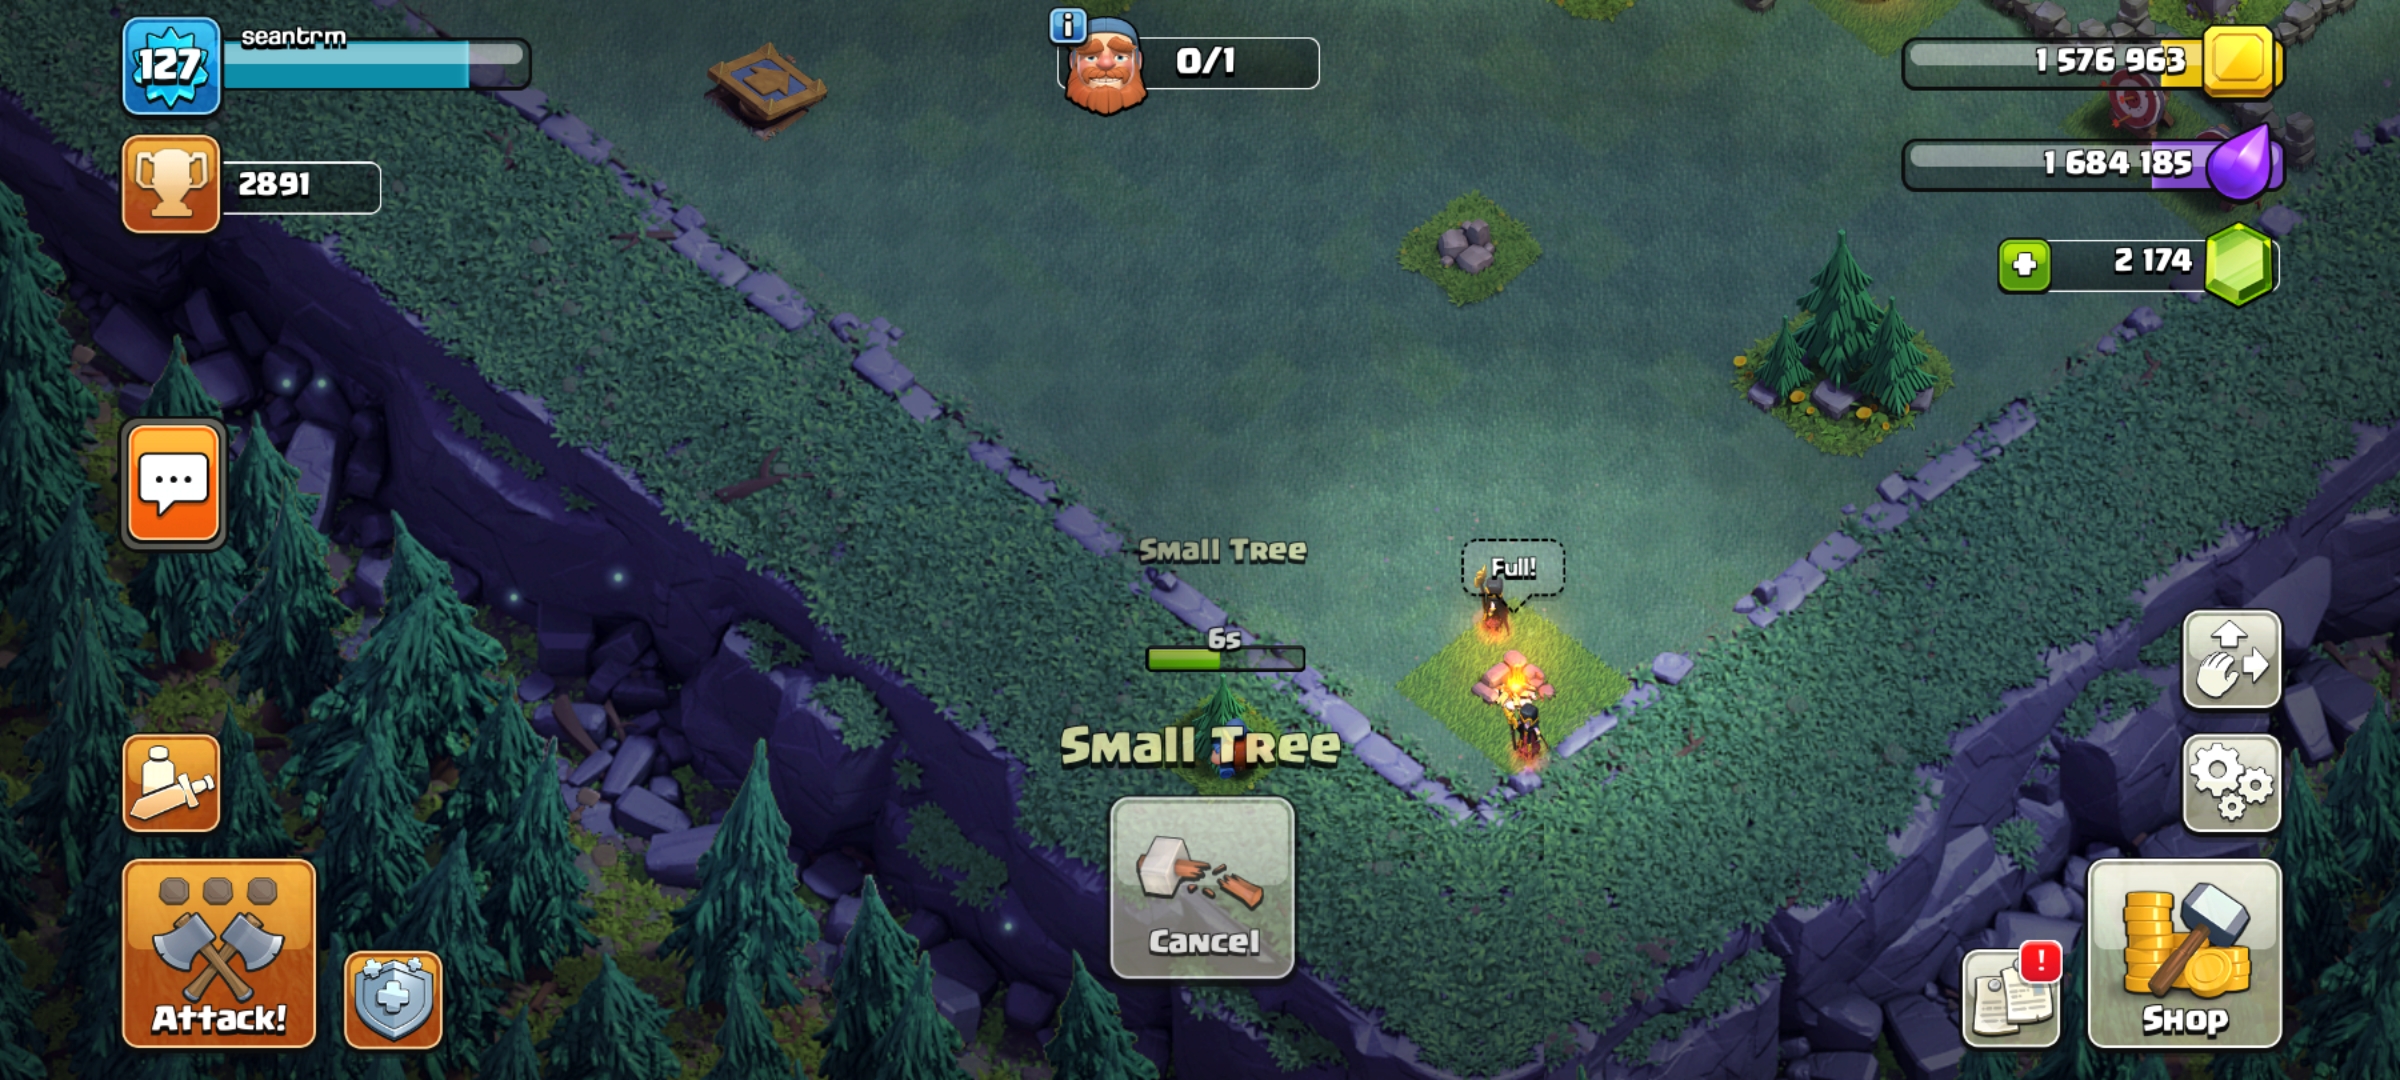 127
seantrm
i
0/1
1 576 963
2891
1 684 185
2 174
Small Tree
Full!
6s
Small Tree
Cancel
Attack!
!
Shop